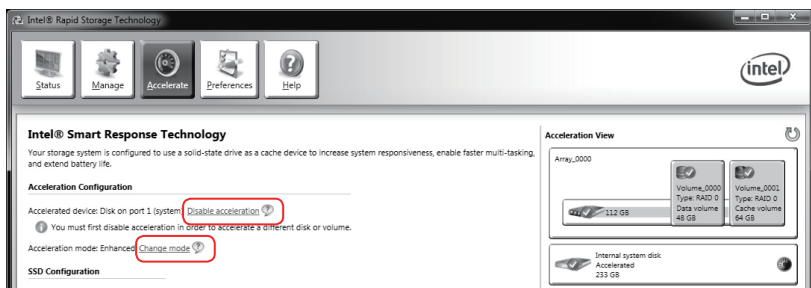 Intel® Rapid Storage Technology
Status
Manage
Accelerate
Preferences
Help
intel
Intel® Smart Response Technology
Your storage system is configured to use a solid-state drive as a cache device to increase system responsiveness, enable faster multi-tasking,
and extend battery life.
Acceleration Configuration
Accelerated device: Disk on port 1 (system) Disable acceleration ?
You must first disable acceleration in order to accelerate a different disk or volume.
Acceleration mode: Enhanced Change mode ?
SSD Configuration
Acceleration View
Array_0000
112 GB
Volume_0000
Type: RAID 0
Data volume
48 GB
Volume_0001
Type: RAID 0
Cache volume
64 GB
Internal system disk
Accelerated
233 GB